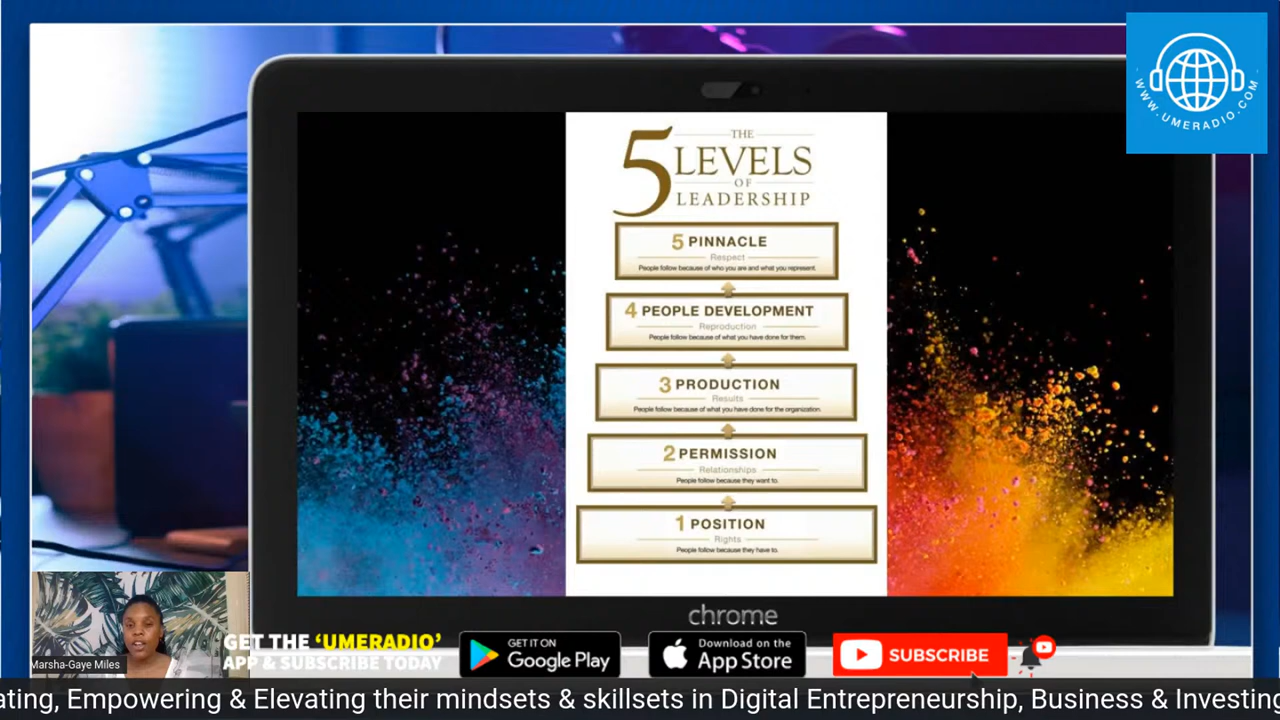 WWW.UMERADIO.COM
THE
5 LEVELS
OF
LEADERSHIP
5 PINNACLE
Respect
People follow because of who you are and what you represent.
4 PEOPLE DEVELOPMENT
Reproduction
People follow because of what you have done for them.
3 PRODUCTION
Results
People follow because of what you have done for the organization.
2 PERMISSION
Relationships
People follow because they want to.
1 POSITION
Rights
People follow because they have to.
chrome
Marsha-Gaye Miles
GET THE ‘UMERADIO’
APP & SUBSCRIBE TODAY
GET IT ON
Google Play
Download on the
App Store
SUBSCRIBE
ating, Empowering & Elevating their mindsets & skillsets in Digital Entrepreneurship, Business & Investing